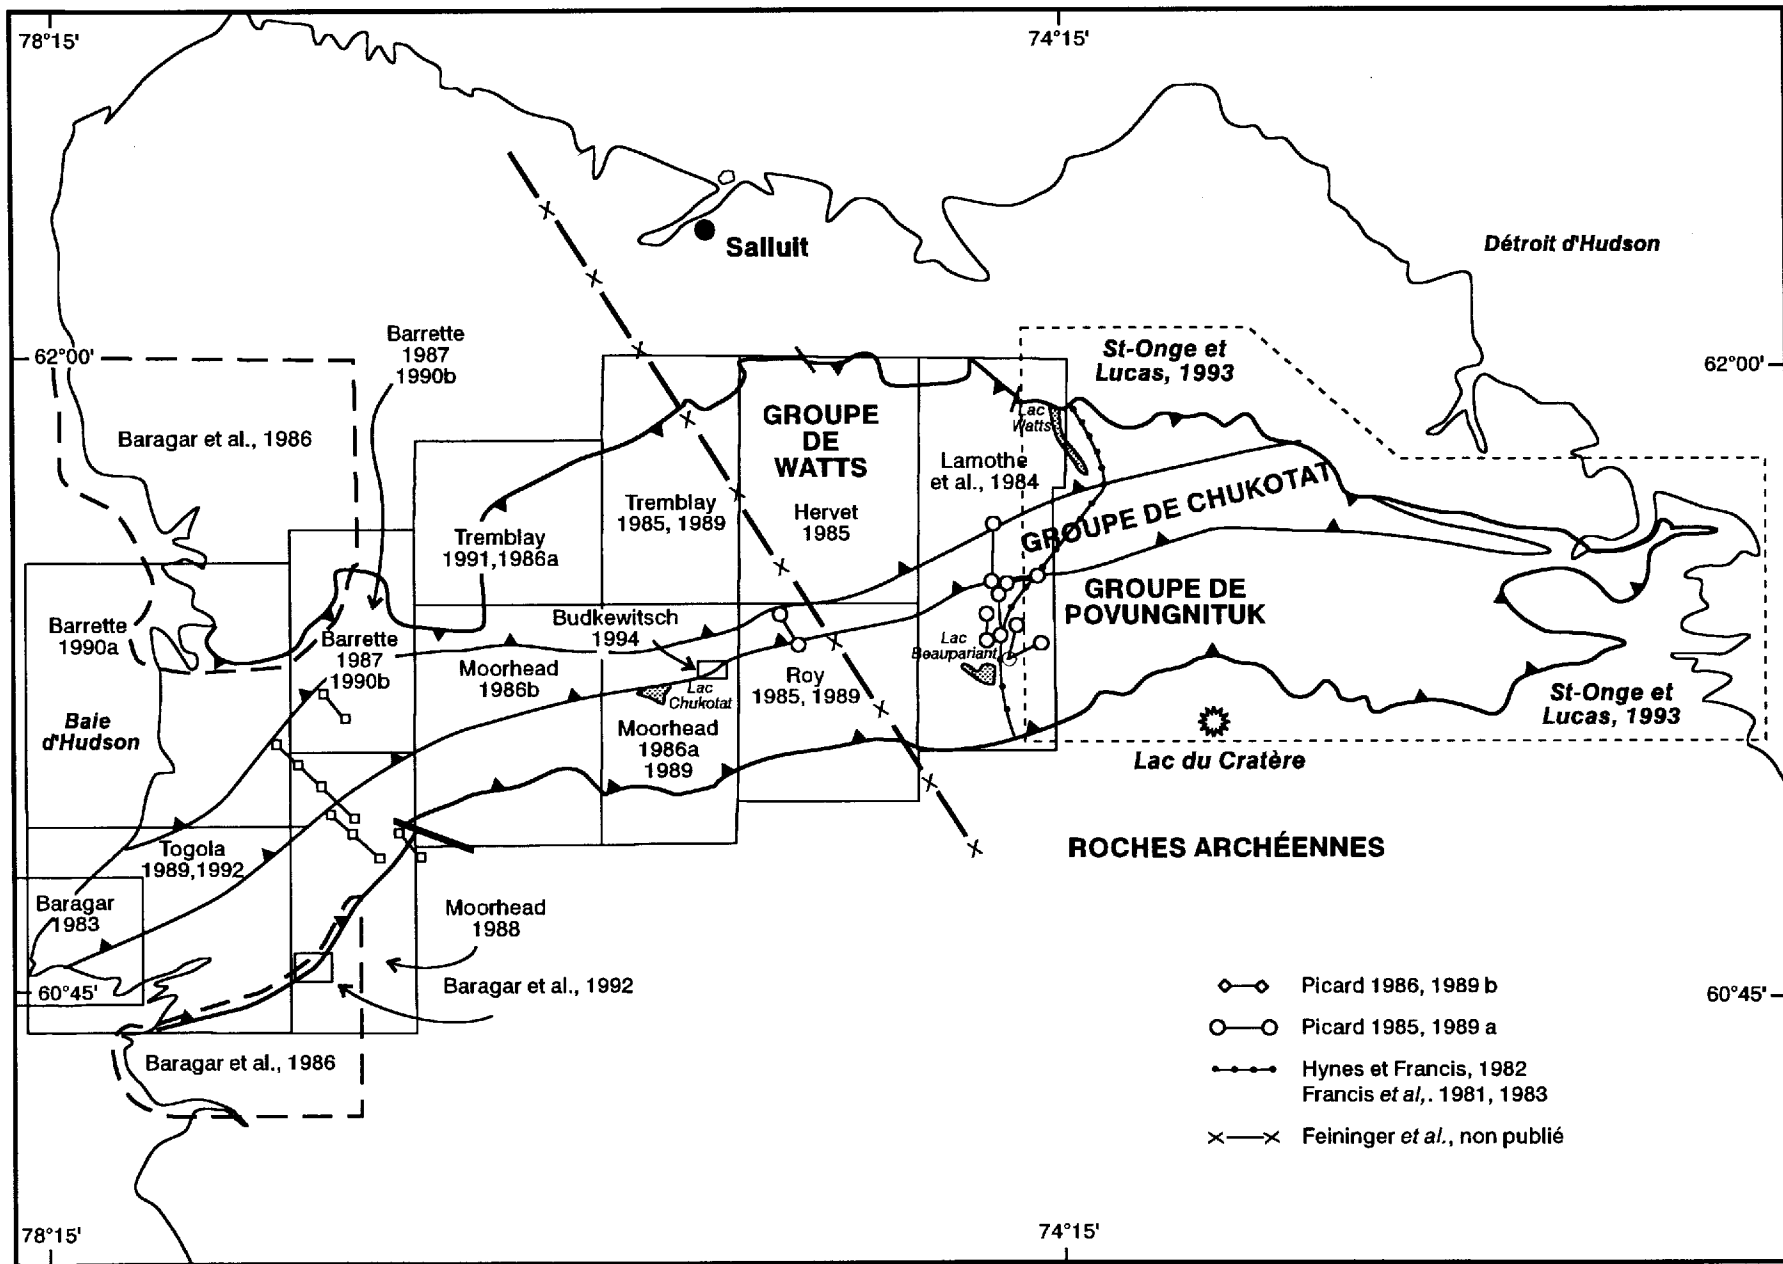 78°15'
74°15'
Salluit
Détroit d'Hudson
Barrette
1987
1990b
62°00'
62°00'
St-Onge et
Lucas, 1993
Baragar et al., 1986
GROUPE
DE
WATTS
Lac
Watts
Lamothe
et al., 1984
Tremblay
1985, 1989
Hervet
1985
GROUPE DE CHUKOTAT
Tremblay
1991,1986a
GROUPE DE
POVUNGNITUK
Barrette
1990a
Budkewitsch
1994
Barrette
1987
1990b
Moorhead
1986b
Lac
Beaupariant
Roy
1985, 1989
Lac
Chukotat
St-Onge et
Lucas, 1993
Baie
d'Hudson
Moorhead
1986a
1989
Lac du Cratère
Togola
1989,1992
ROCHES ARCHÉENNES
Baragar
1983
Moorhead
1988
Baragar et al., 1992
60°45'
60°45'
Picard 1986, 1989 b
Picard 1985, 1989 a
Baragar et al., 1986
Hynes et Francis, 1982
Francis et al,. 1981, 1983
Feininger et al., non publié
78°15'
74°15'